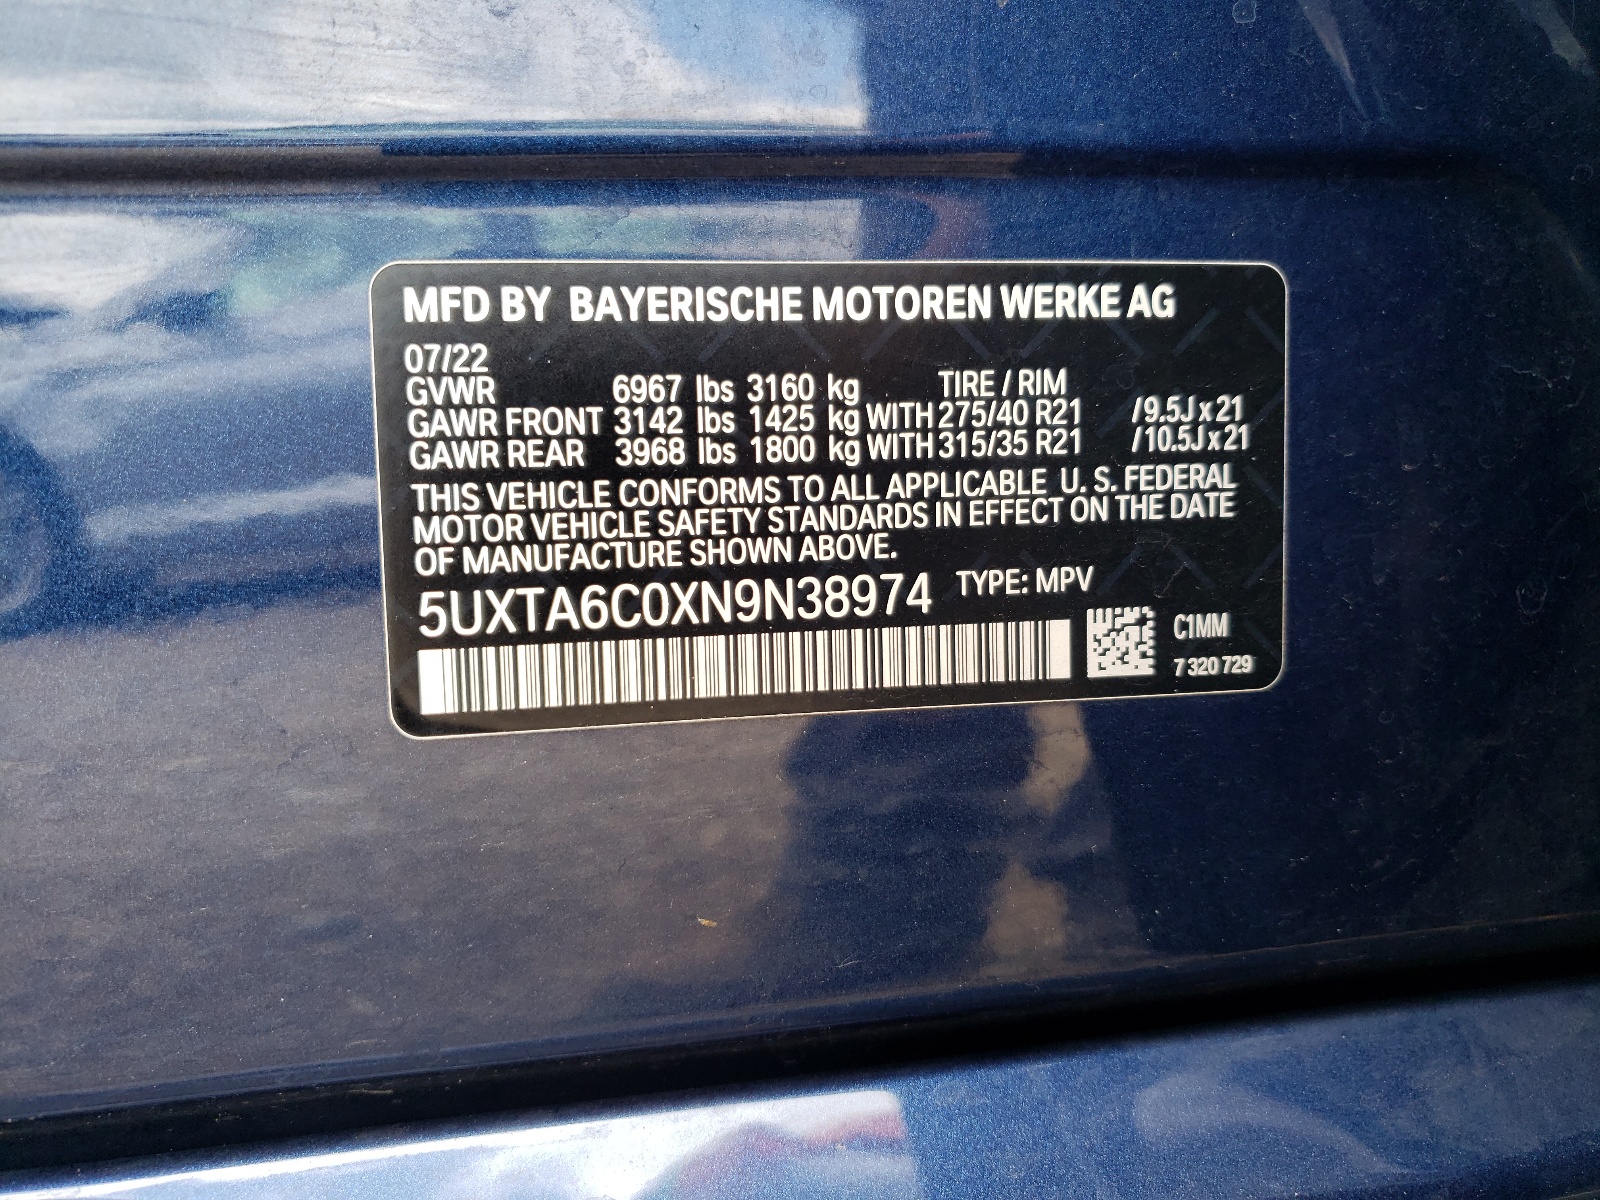 MFD BY BAYERISCHE MOTOREN WERKE AG
07/22
GVWR 6967 lbs 3160 kg TIRE / RIM
GAWR FRONT 3142 lbs 1425 kg WITH 275/40 R21 /9.5J x 21
GAWR REAR 3968 lbs 1800 kg WITH 315/35 R21 /10.5J x 21
THIS VEHICLE CONFORMS TO ALL APPLICABLE U. S. FEDERAL
MOTOR VEHICLE SAFETY STANDARDS IN EFFECT ON THE DATE
OF MANUFACTURE SHOWN ABOVE.
5UXTA6C0XN9N38974 TYPE: MPV
C1MM
7 320 729